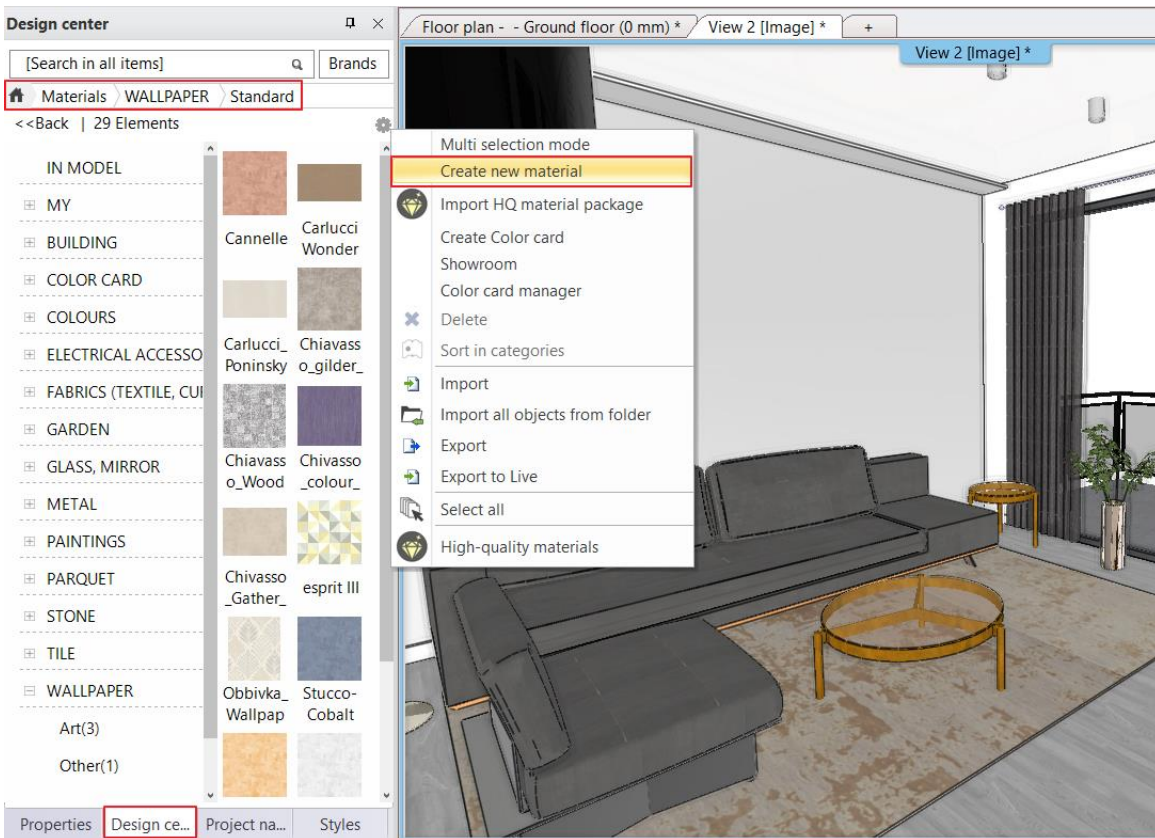 Design center
[Search in all items]
Brands
Materials
WALLPAPER
Standard
<<Back | 29 Elements
IN MODEL
MY
BUILDING
COLOR CARD
COLOURS
ELECTRICAL ACCESSO
FABRICS (TEXTILE, CUI
GARDEN
GLASS, MIRROR
METAL
PAINTINGS
PARQUET
STONE
TILE
WALLPAPER
Art(3)
Other(1)
Cannelle
Carlucci
Wonder
Carlucci_
Poninsky
Chiavass
o_gilder_
Chiavass
o_Wood
Chivasso
_colour_
Chivasso
_Gather_
esprit III
Obbivka_
Wallpap
Stucco-
Cobalt
Properties
Design ce...
Project na...
Styles
Multi selection mode
Create new material
Import HQ material package
Create Color card
Showroom
Color card manager
Delete
Sort in categories
Import
Import all objects from folder
Export
Export to Live
Select all
High-quality materials
Floor plan - - Ground floor (0 mm) *
View 2 [Image] *
+
View 2 [Image] *